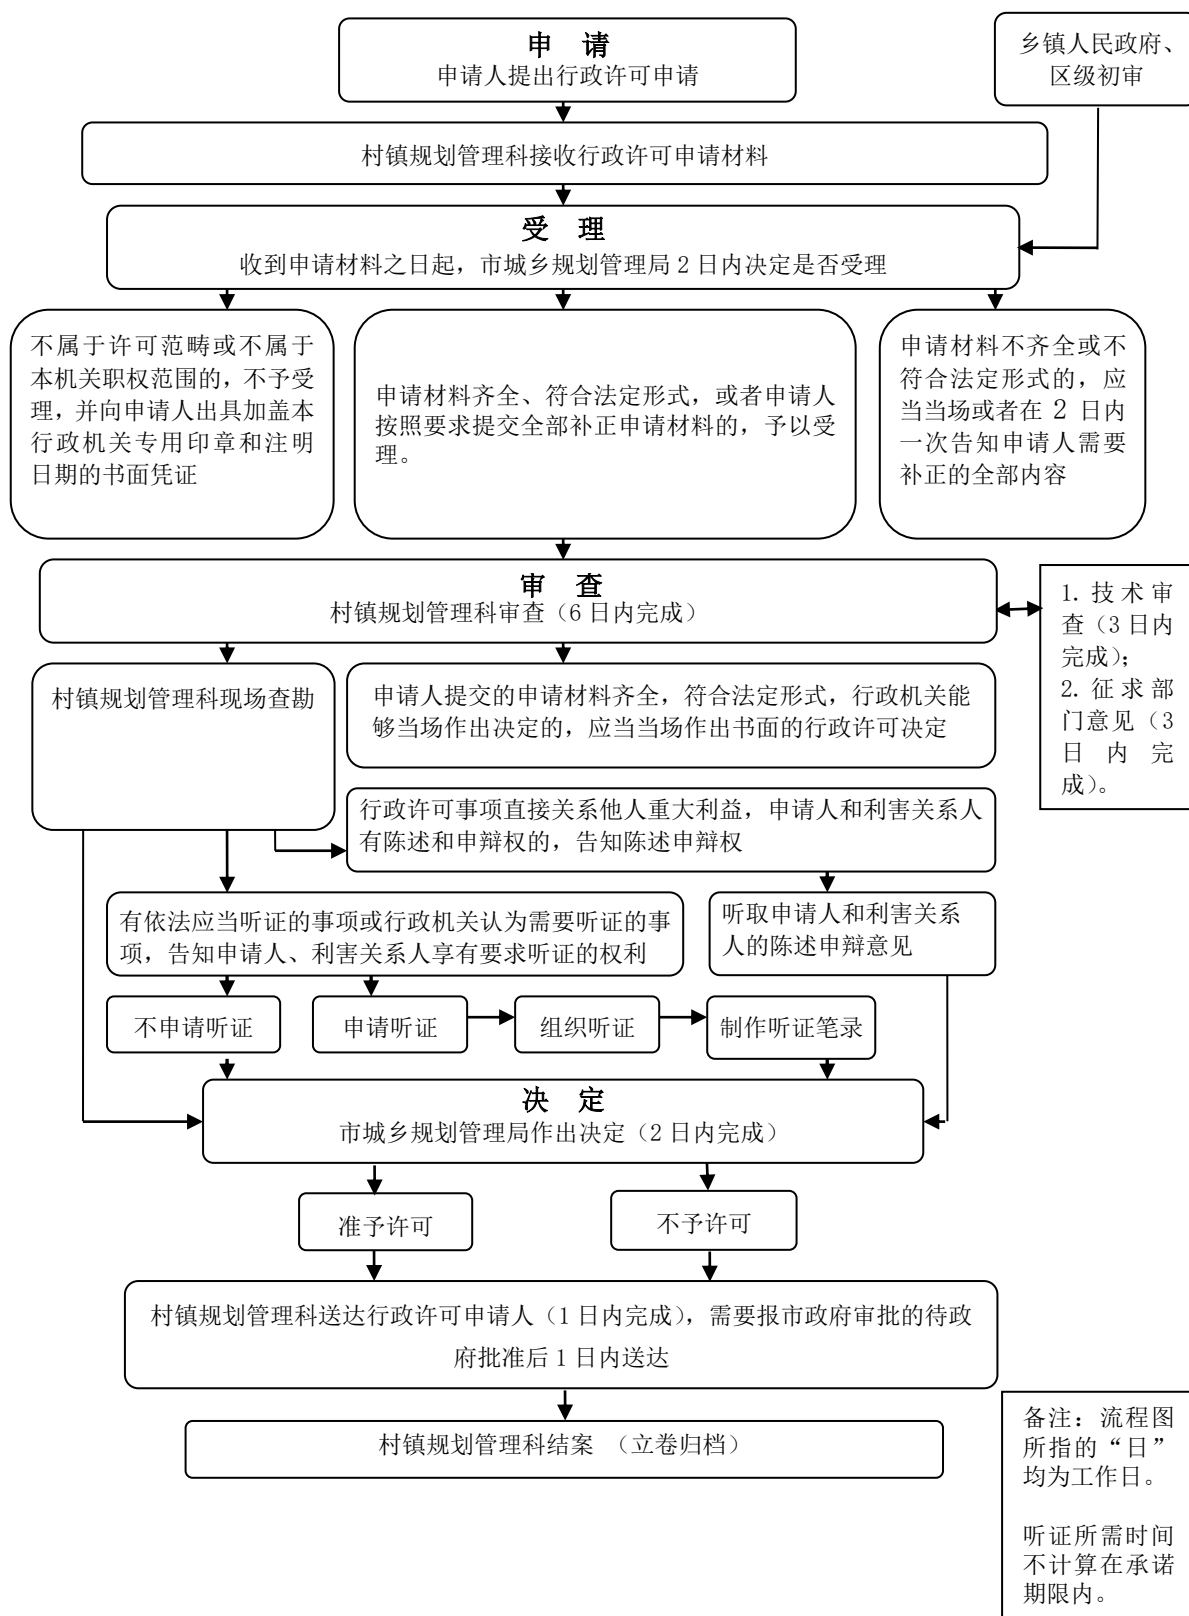 申 请
申请人提出行政许可申请
乡镇人民政府、
区级初审
村镇规划管理科接收行政许可申请材料
受 理
收到申请材料之日起，市城乡规划管理局 2 日内决定是否受理
不属于许可范畴或不属于
本机关职权范围的，不予受
理，并向申请人出具加盖本
行政机关专用印章和注明
日期的书面凭证
申请材料齐全、符合法定形式，或者申请人
按照要求提交全部补正申请材料的，予以受
理。
申请材料不齐全或不
符合法定形式的，应
当当场或者在 2 日内
一次告知申请人需要
补正的全部内容
审 查
村镇规划管理科审查（6 日内完成）
1. 技术审
查（3 日内
完成）；
2. 征求部
门意见（3
日内完
成）。
村镇规划管理科现场查勘
申请人提交的申请材料齐全，符合法定形式，行政机关能
够当场作出决定的，应当当场作出书面的行政许可决定
行政许可事项直接关系他人重大利益，申请人和利害关系人
有陈述和申辩权的，告知陈述申辩权
有依法应当听证的事项或行政机关认为需要听证的事
项，告知申请人、利害关系人享有要求听证的权利
听取申请人和利害关系
人的陈述申辩意见
不申请听证
申请听证
组织听证
制作听证笔录
决 定
市城乡规划管理局作出决定（2 日内完成）
准予许可
不予许可
村镇规划管理科送达行政许可申请人（1 日内完成），需要报市政府审批的待政
府批准后 1 日内送达
村镇规划管理科结案 （立卷归档）
备注：流程图
所指的“日”
均为工作日。
听证所需时间
不计算在承诺
期限内。